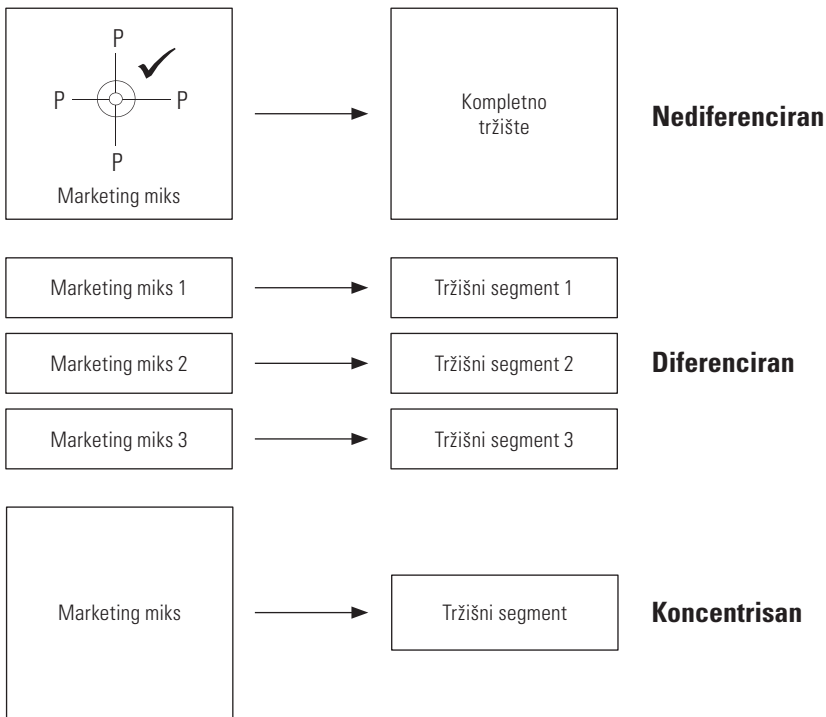 P
P P
P
Marketing miks
Kompletno
tržište
Nediferenciran
Marketing miks 1
Tržišni segment 1
Marketing miks 2
Tržišni segment 2
Diferenciran
Marketing miks 3
Tržišni segment 3
Marketing miks
Tržišni segment
Koncentrisan